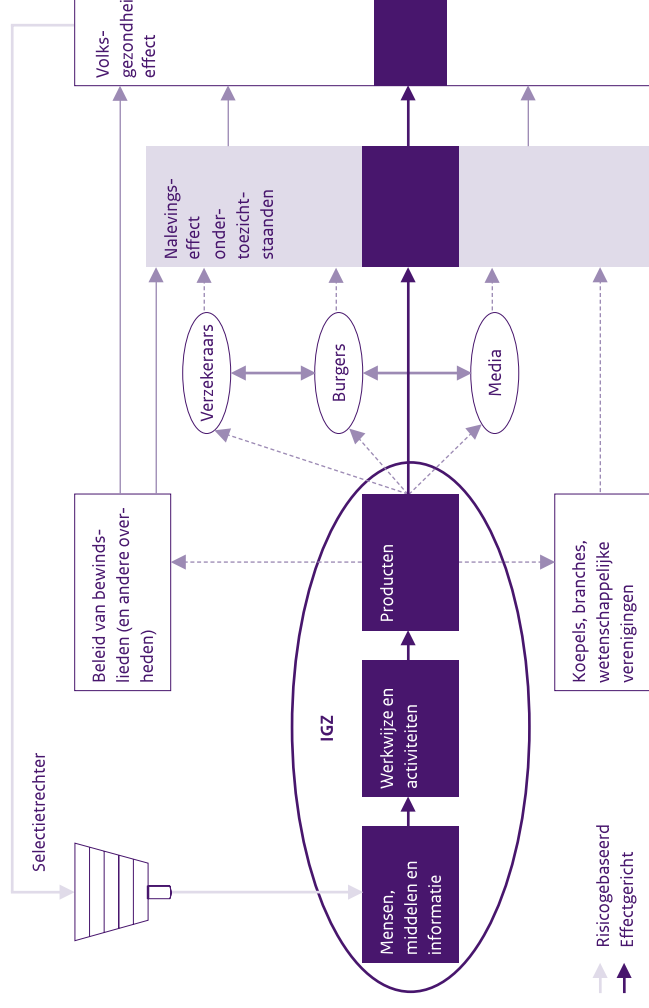 Selectietrechter
Beleid van bewinds-
lieden (en andere over-
heden)
Volks-
gezondhei
effect
Nalevings-
effect
onder-
toezicht-
staanden
Verzekeraars
Burgers
Media
IGZ
Mensen,
middelen en
informatie
Werkwijze en
activiteiten
Producten
Koepels, branches,
wetenschappelijke
verenigingen
Risicogebaseerd
Effectgericht